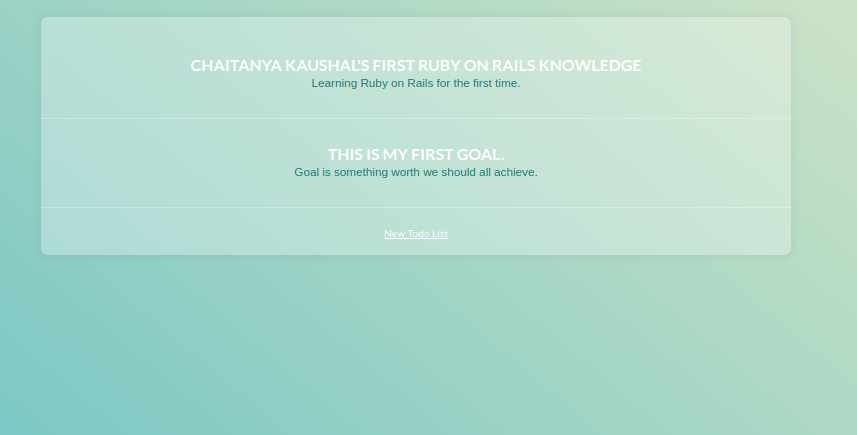 CHAITANYA KAUSHAL'S FIRST RUBY ON RAILS KNOWLEDGE
Learning Ruby on Rails for the first time.
THIS IS MY FIRST GOAL.
Goal is something worth we should all achieve.
New Todo List